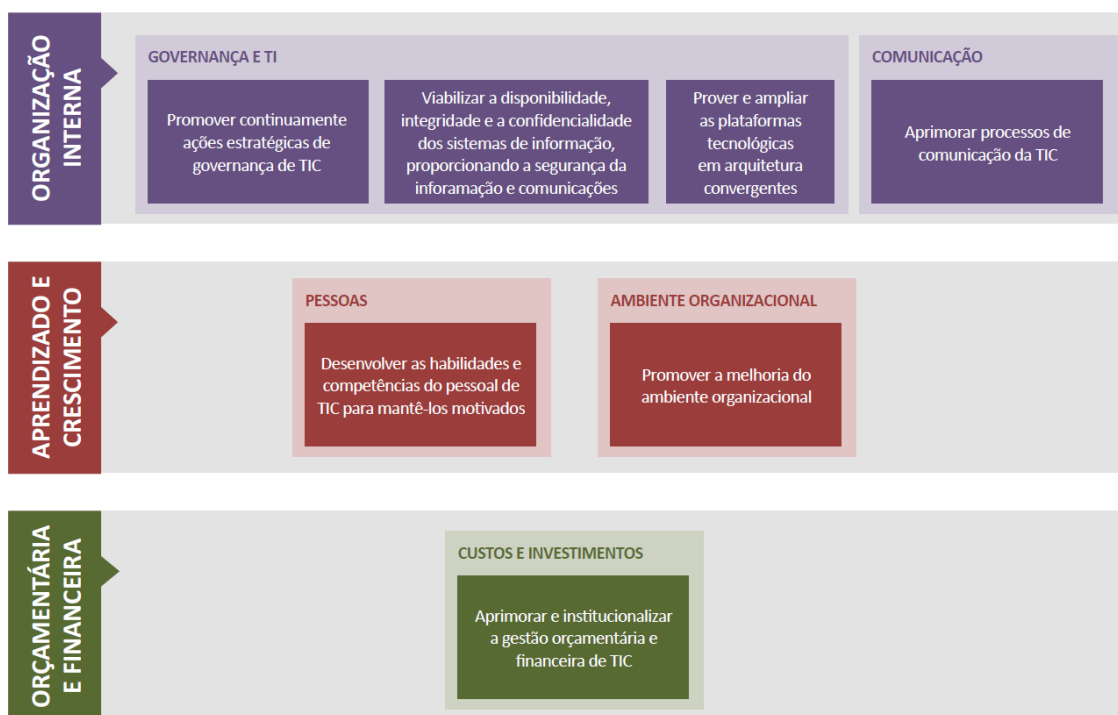 ORGANIZAÇÃO
INTERNA
GOVERNANÇA E TI
Promover continuamente
ações estratégicas de
governança de TIC
Viabilizar a disponibilidade,
integridade e a confidencialidade
dos sistemas de informação,
proporcionando a segurança da
inforamação e comunicações
Prover e ampliar
as plataformas
tecnológicas
em arquitetura
convergentes
COMUNICAÇÃO
Aprimorar processos de
comunicação da TIC
APRENDIZADO E
CRESCIMENTO
PESSOAS
Desenvolver as habilidades e
competências do pessoal de
TIC para mantê-los motivados
AMBIENTE ORGANIZACIONAL
Promover a melhoria do
ambiente organizacional
ORÇAMENTÁRIA
E FINANCEIRA
CUSTOS E INVESTIMENTOS
Aprimorar e institucionalizar
a gestão orçamentária e
financeira de TIC